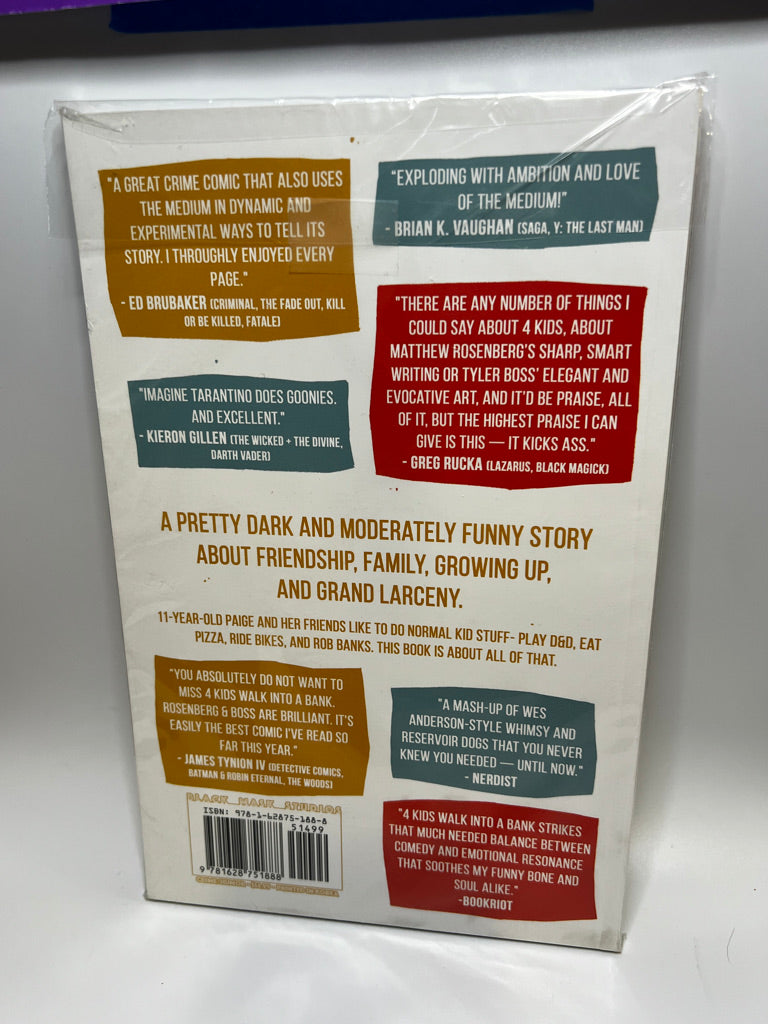 "A GREAT CRIME COMIC THAT ALSO USES
THE MEDIUM IN DYNAMIC AND
EXPERIMENTAL WAYS TO TELL ITS
STORY. I THROUGHLY ENJOYED EVERY
PAGE."
- ED BRUBAKER (CRIMINAL, THE FADE OUT, KILL
OR BE KILLED, FATALE)
"EXPLODING WITH AMBITION AND LOVE
OF THE MEDIUM!"
- BRIAN K. VAUGHAN (SAGA, Y: THE LAST MAN)
"THERE ARE ANY NUMBER OF THINGS I
COULD SAY ABOUT 4 KIDS, ABOUT
MATTHEW ROSENBERG'S SHARP, SMART
WRITING OR TYLER BOSS' ELEGANT AND
EVOCATIVE ART, AND IT'D BE PRAISE, ALL
OF IT, BUT THE HIGHEST PRAISE I CAN
GIVE IS THIS — IT KICKS ASS."
- GREG RUCKA (LAZARUS, BLACK MAGICK)
"IMAGINE TARANTINO DOES GOONIES.
AND EXCELLENT."
- KIERON GILLEN (THE WICKED + THE DIVINE,
DARTH VADER)
A PRETTY DARK AND MODERATELY FUNNY STORY
ABOUT FRIENDSHIP, FAMILY, GROWING UP,
AND GRAND LARCENY.
11-YEAR-OLD PAIGE AND HER FRIENDS LIKE TO DO NORMAL KID STUFF- PLAY D&D, EAT
PIZZA, RIDE BIKES, AND ROB BANKS. THIS BOOK IS ABOUT ALL OF THAT.
"YOU ABSOLUTELY DO NOT WANT TO
MISS 4 KIDS WALK INTO A BANK.
ROSENBERG & BOSS ARE BRILLIANT. IT'S
EASILY THE BEST COMIC I'VE READ SO
FAR THIS YEAR."
- JAMES TYNION IV (DETECTIVE COMICS,
BATMAN & ROBIN ETERNAL, THE WOODS)
"A MASH-UP OF WES
ANDERSON-STYLE WHIMSY AND
RESERVOIR DOGS THAT YOU NEVER
KNEW YOU NEEDED — UNTIL NOW."
- NERDIST
"4 KIDS WALK INTO A BANK STRIKES
THAT MUCH NEEDED BALANCE BETWEEN
COMEDY AND EMOTIONAL RESONANCE
THAT SOOTHES MY FUNNY BONE AND
SOUL ALIKE."
-BOOKRIOT
BLACK MASK STUDIOS
ISBN: 978-1-62875-188-8
51499
9 781628 751888